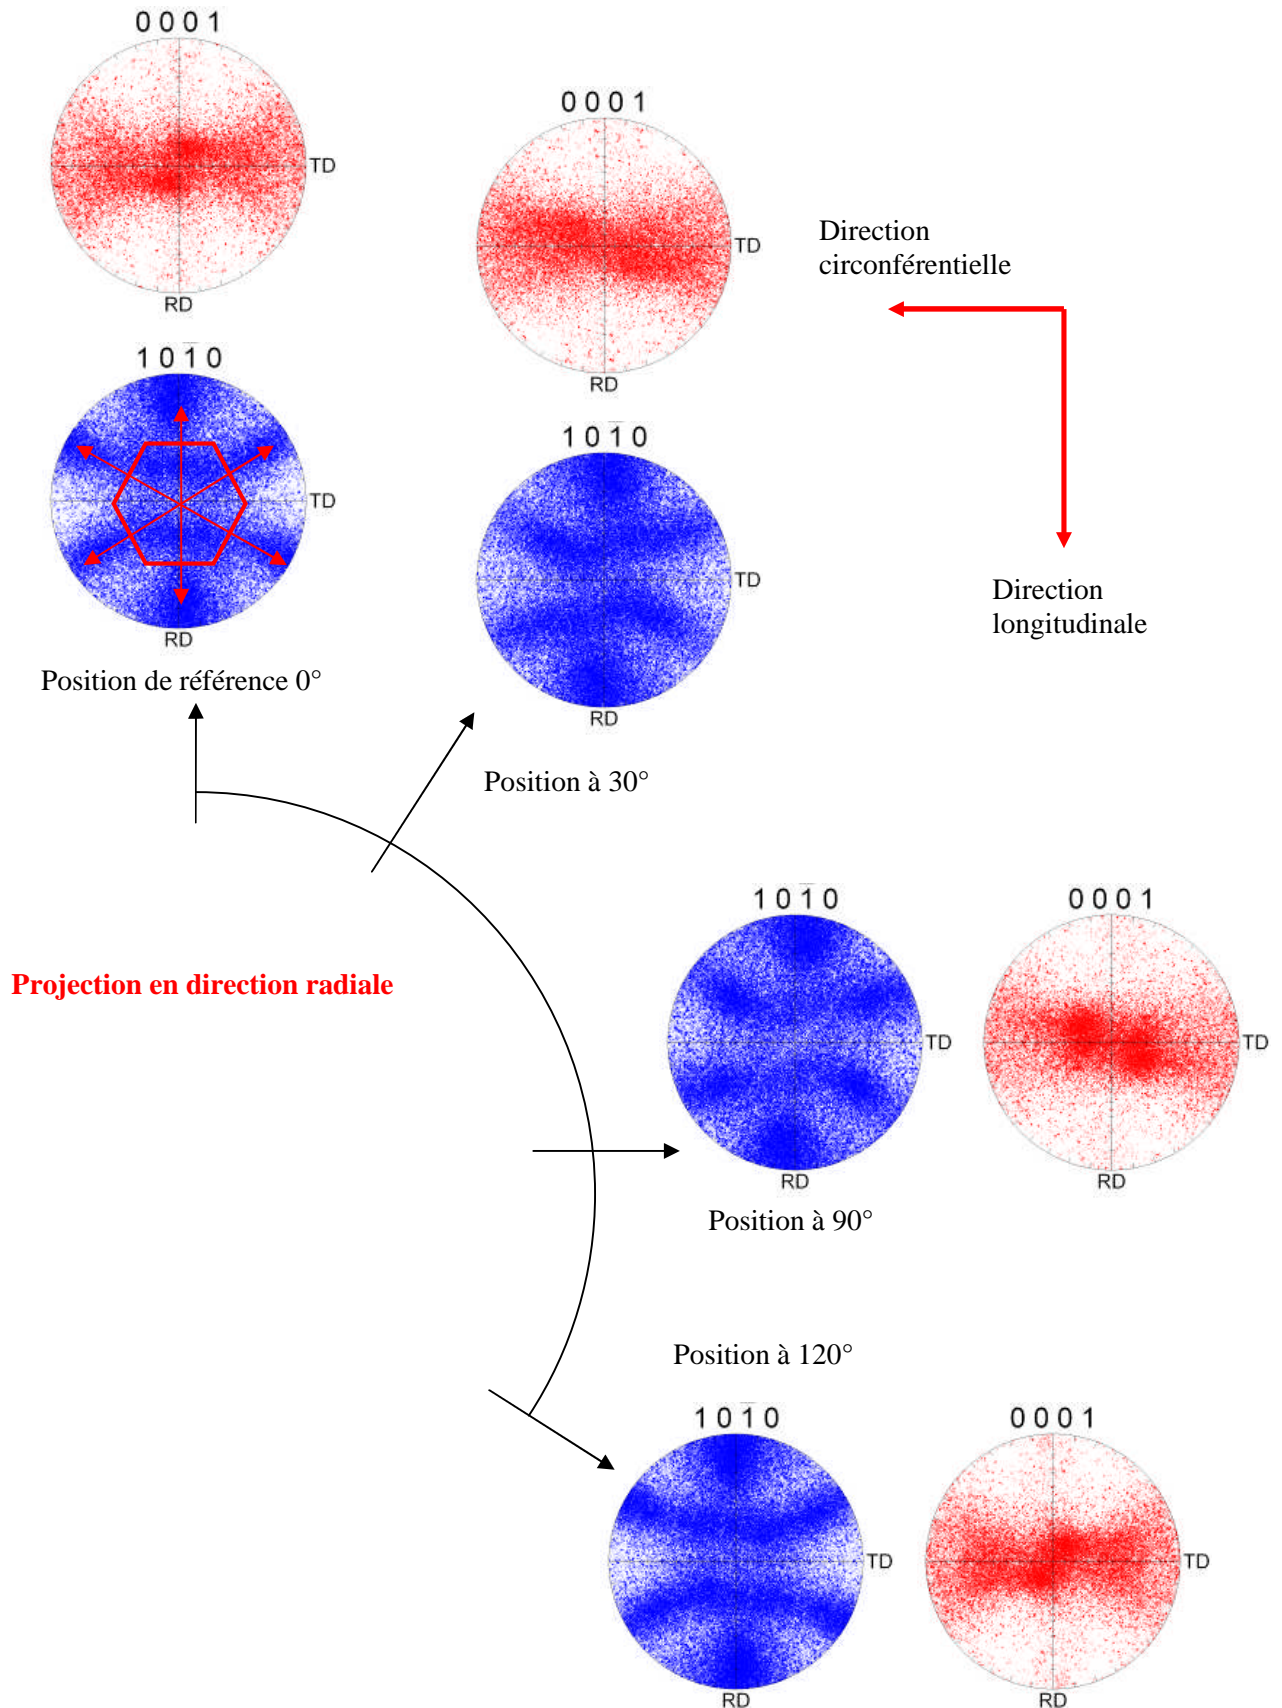 0 0 0 1
TD
RD
0 0 0 1
TD
RD
Direction
circonférentielle
1 0 1̅ 0
TD
RD
1 0 1̅ 0
TD
RD
Direction
longitudinale
Position de référence 0°
Position à 30°
1 0 1̅ 0
TD
RD
0 0 0 1
TD
RD
Projection en direction radiale
Position à 90°
Position à 120°
1 0 1̅ 0
TD
RD
0 0 0 1
TD
RD